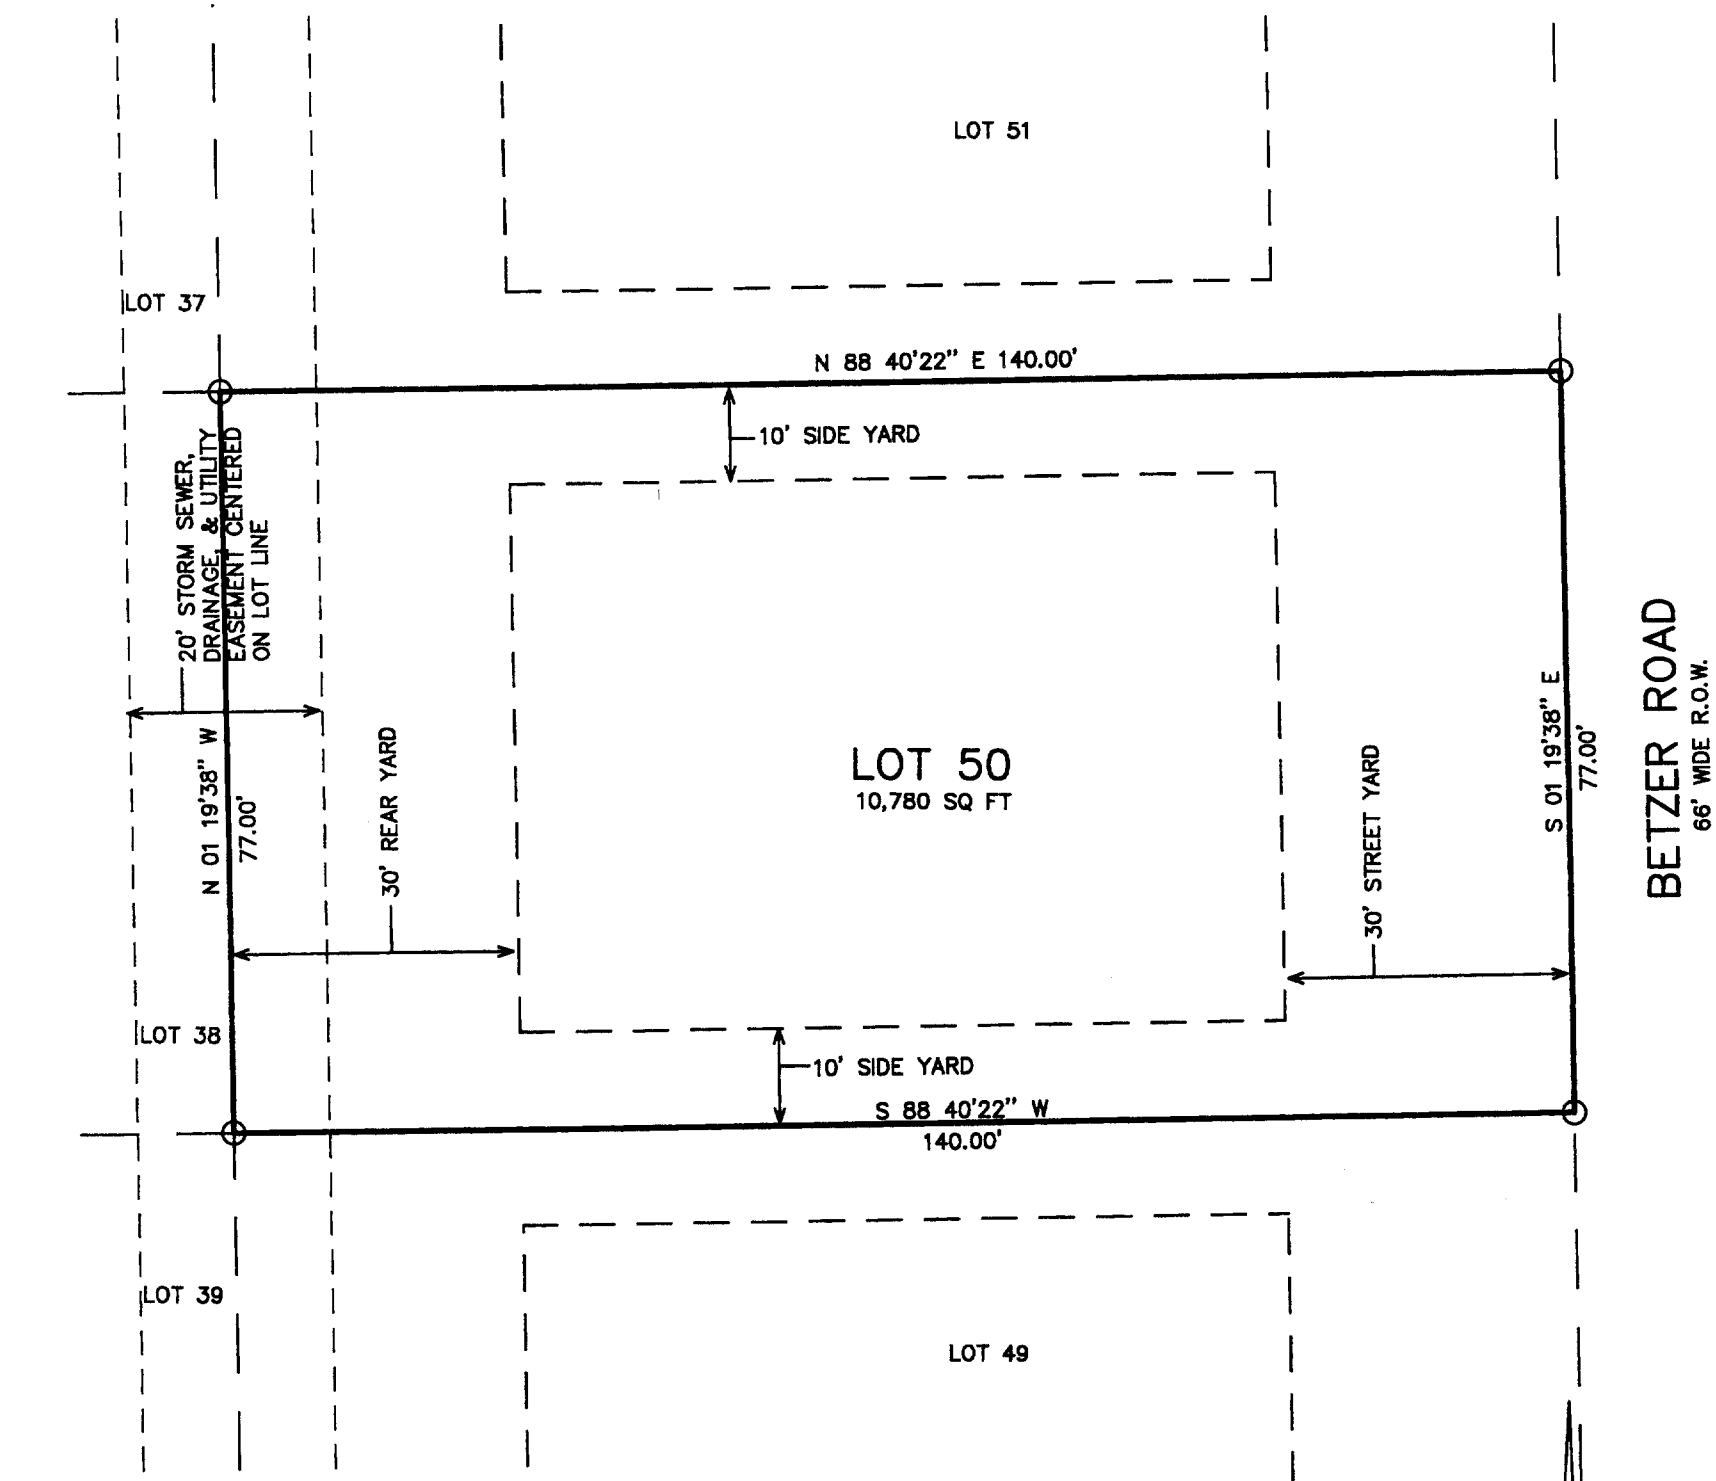 LOT 51
LOT 37
N 88 40'22" E 140.00'
10' SIDE YARD
20' STORM SEWER,
DRAINAGE, & UTILITY
EASEMENT CENTERED
ON LOT LINE
N 01 19'38" W
77.00'
30' REAR YARD
LOT 50
10,780 SQ FT
30' STREET YARD
S 01 19'38" E
77.00'
BETZER ROAD
66' WIDE R.O.W.
LOT 38
10' SIDE YARD
S 88 40'22" W
140.00'
LOT 39
LOT 49